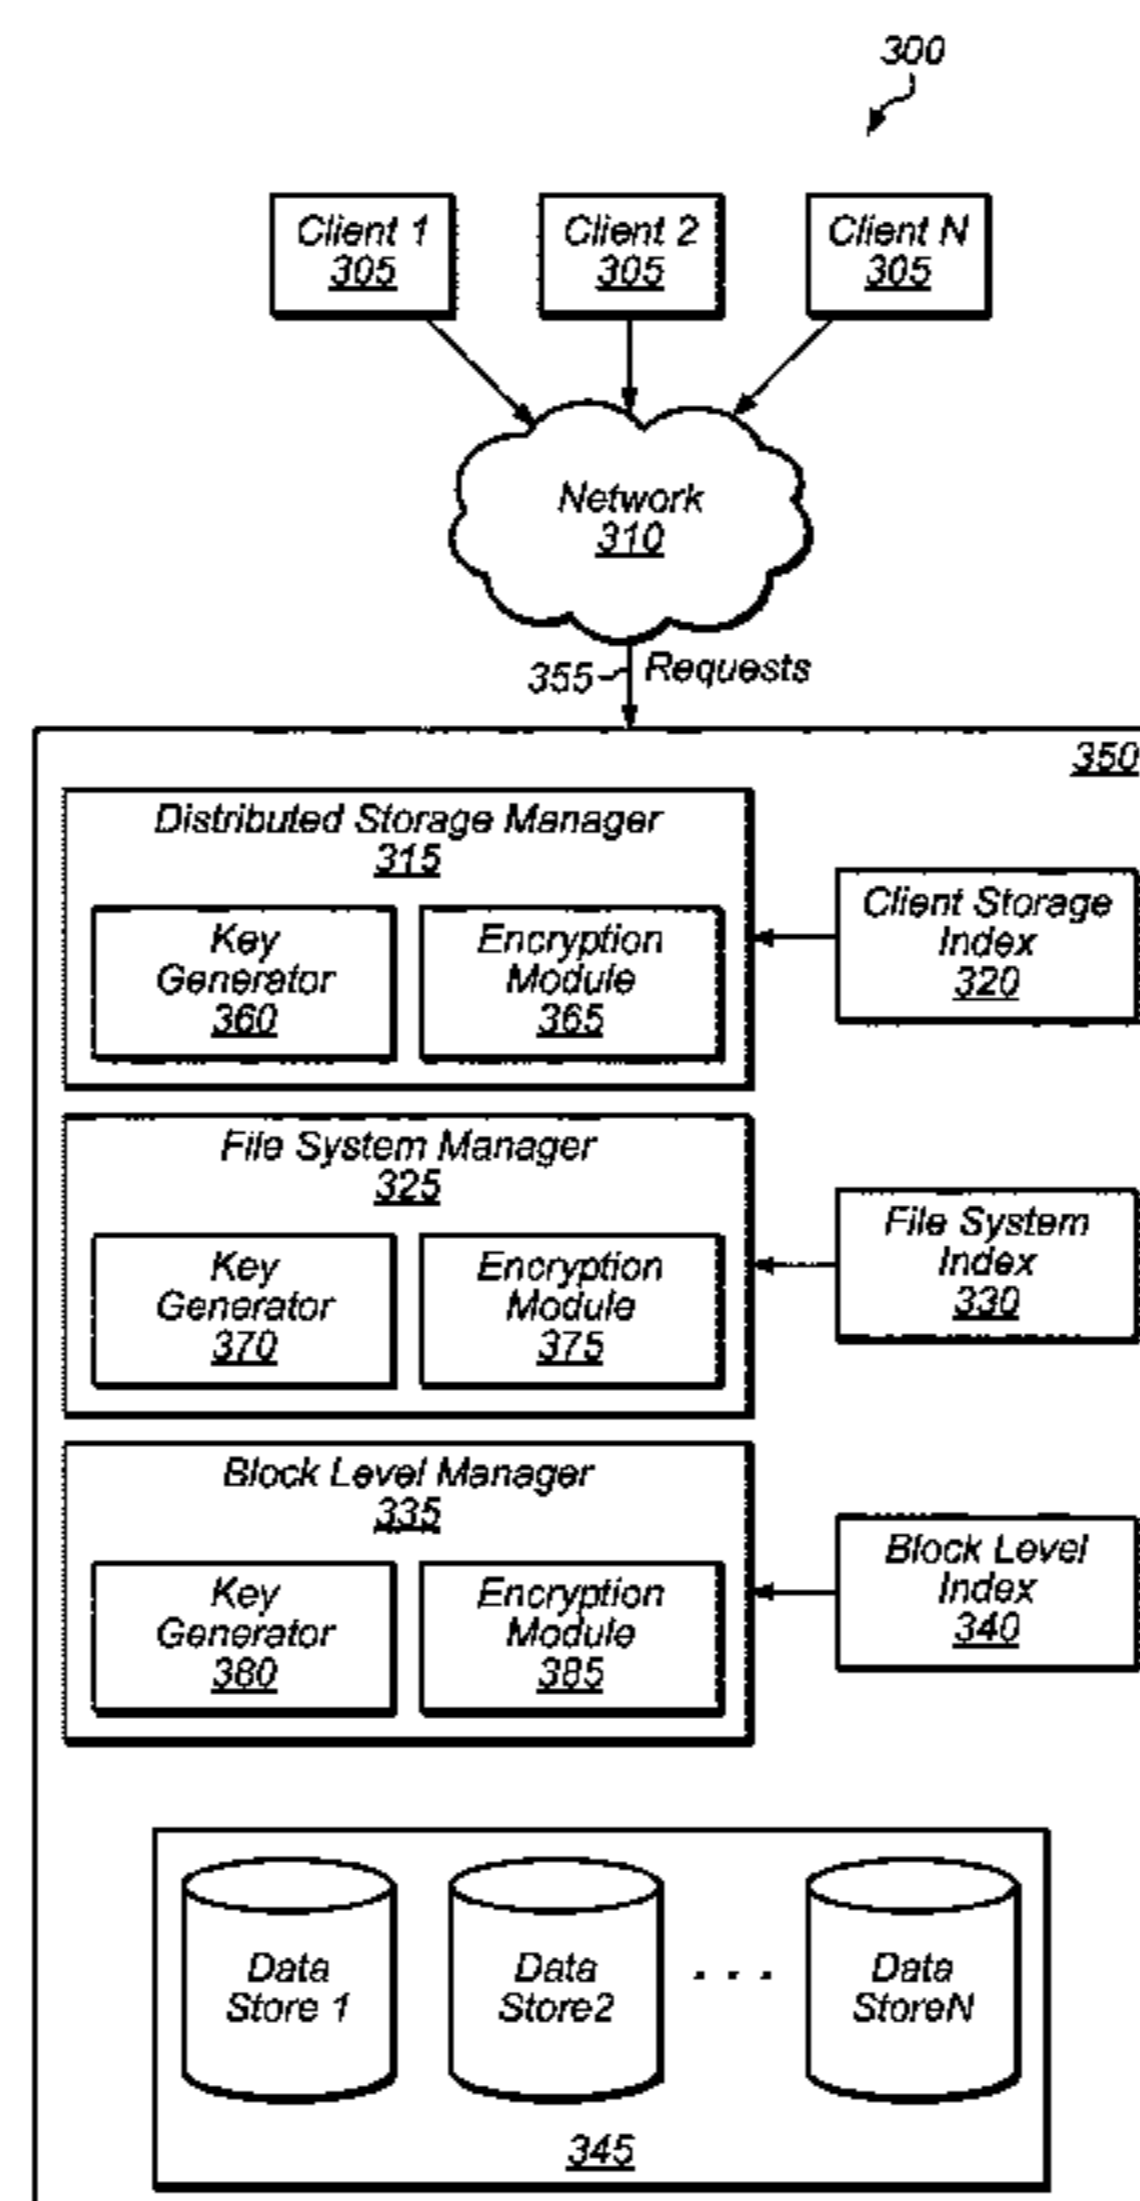 300
Client 1
305
Client 2
305
Client N
305
Network
310
355
Requests
350
Distributed Storage Manager
315
Key
Generator
360
Encryption
Module
365
Client Storage
Index
320
File System Manager
325
Key
Generator
370
Encryption
Module
375
File System
Index
330
Block Level Manager
335
Key
Generator
380
Encryption
Module
385
Block Level
Index
340
Data
Store 1
Data
Store2
. . .
Data
StoreN
345